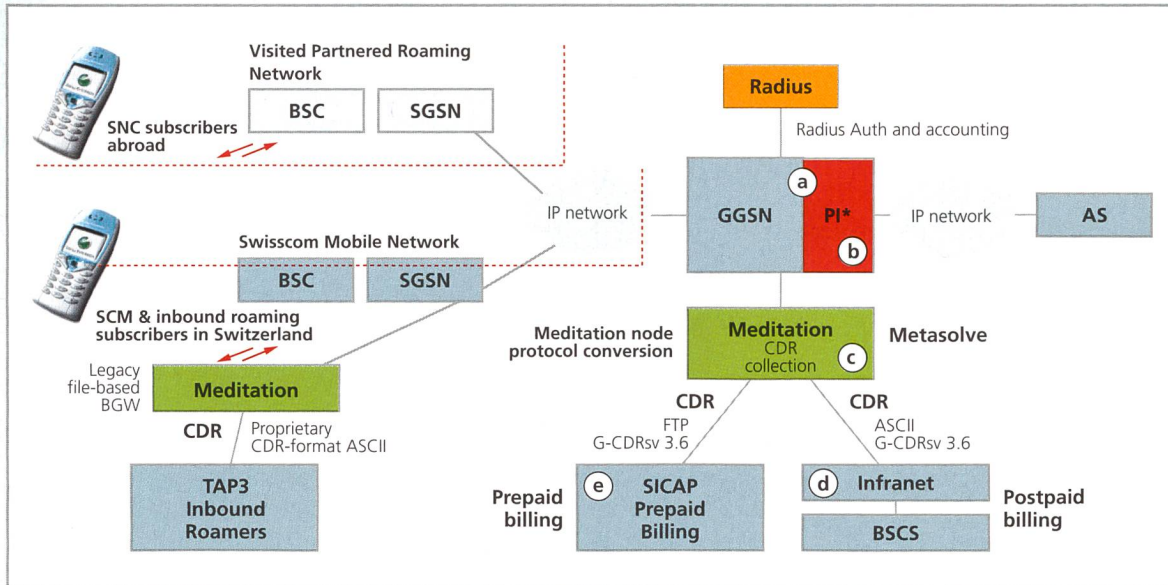 Visited Partnered Roaming
Network
BSC
SGSN
SNC subscribers
abroad
Radius
Radius Auth and accounting
IP network
GGSN
a
PI*
b
IP network
AS
Swisscom Mobile Network
BSC
SGSN
SCM & inbound roaming
subscribers in Switzerland
Legacy
file-based
BGW
Meditation
CDR
Proprietary
CDR-format ASCII
TAP3
Inbound
Roamers
Meditation node
protocol conversion
Meditation
CDR
collection
c
Metasolve
CDR
FTP
G-CDRsv 3.6
CDR
ASCII
G-CDRsv 3.6
Prepaid
billing
e
SICAP
Prepaid
Billing
d
Infranet
BSCS
Postpaid
billing